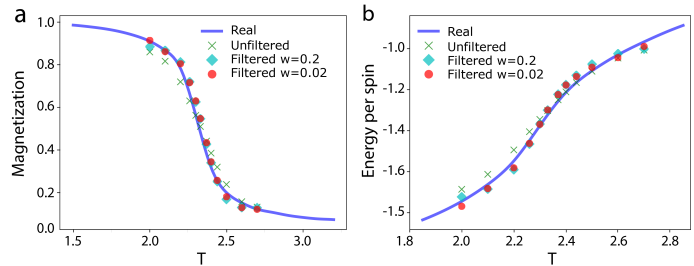 a
Magnetization
1.0
0.8
0.6
0.4
0.2
0.0
1.5
2.0
2.5
3.0
T
Real
Unfiltered
Filtered w=0.2
Filtered w=0.02
b
Energy per spin
-1.0
-1.2
-1.4
-1.6
-1.5
1.8
2.0
2.2
2.4
2.6
2.8
T
Real
Unfiltered
Filtered w=0.2
Filtered w=0.02